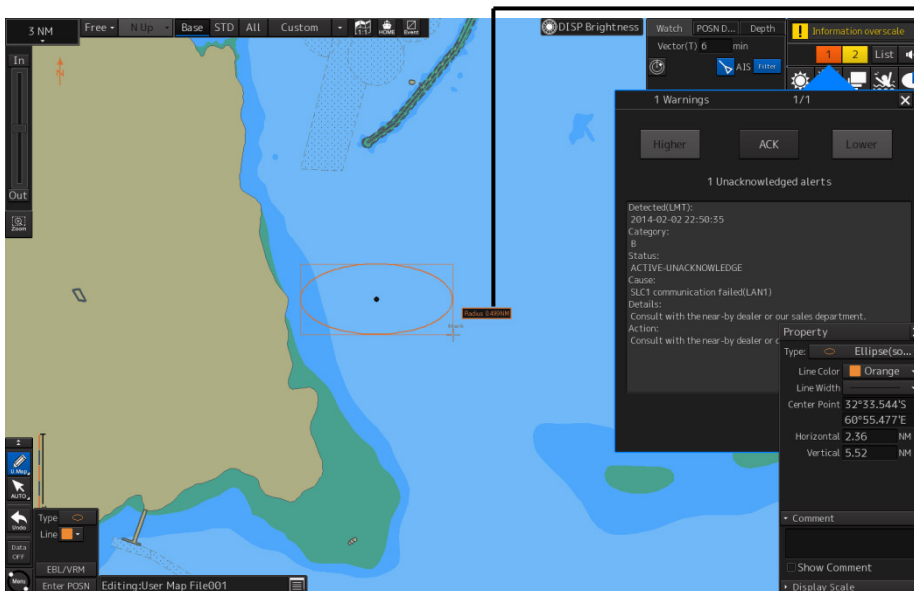 3 NM
Free
N Up
Base
STD
All
Custom
1:1
HOME
Event
DISP Brightness
Watch
POSN D...
Depth
Vector(T) 6 min
AIS
Filter
Information overscale
1
2
List
In
N
Out
Zoom
1 Warnings
1/1
Higher
ACK
Lower
1 Unacknowledged alerts
Detected(LMT):
2014-02-02 22:50:35
Category:
B
Status:
ACTIVE-UNACKNOWLEDGE
Cause:
SLC1 communication failed(LAN1)
Details:
Consult with the near-by dealer or our sales department.
Action:
Consult with the near-by dealer or
Radius 0.499NM
Property
Type:
Ellipse(so...
Line Color
Orange
Line Width
Center Point 32°33.544'S
60°55.477'E
Horizontal 2.36 NM
Vertical 5.52 NM
Comment
Show Comment
Display Scale
U.Map
AUTO
Undo
Data
OFF
Menu
Type
Line
EBL/VRM
Enter POSN
Editing:User Map File001